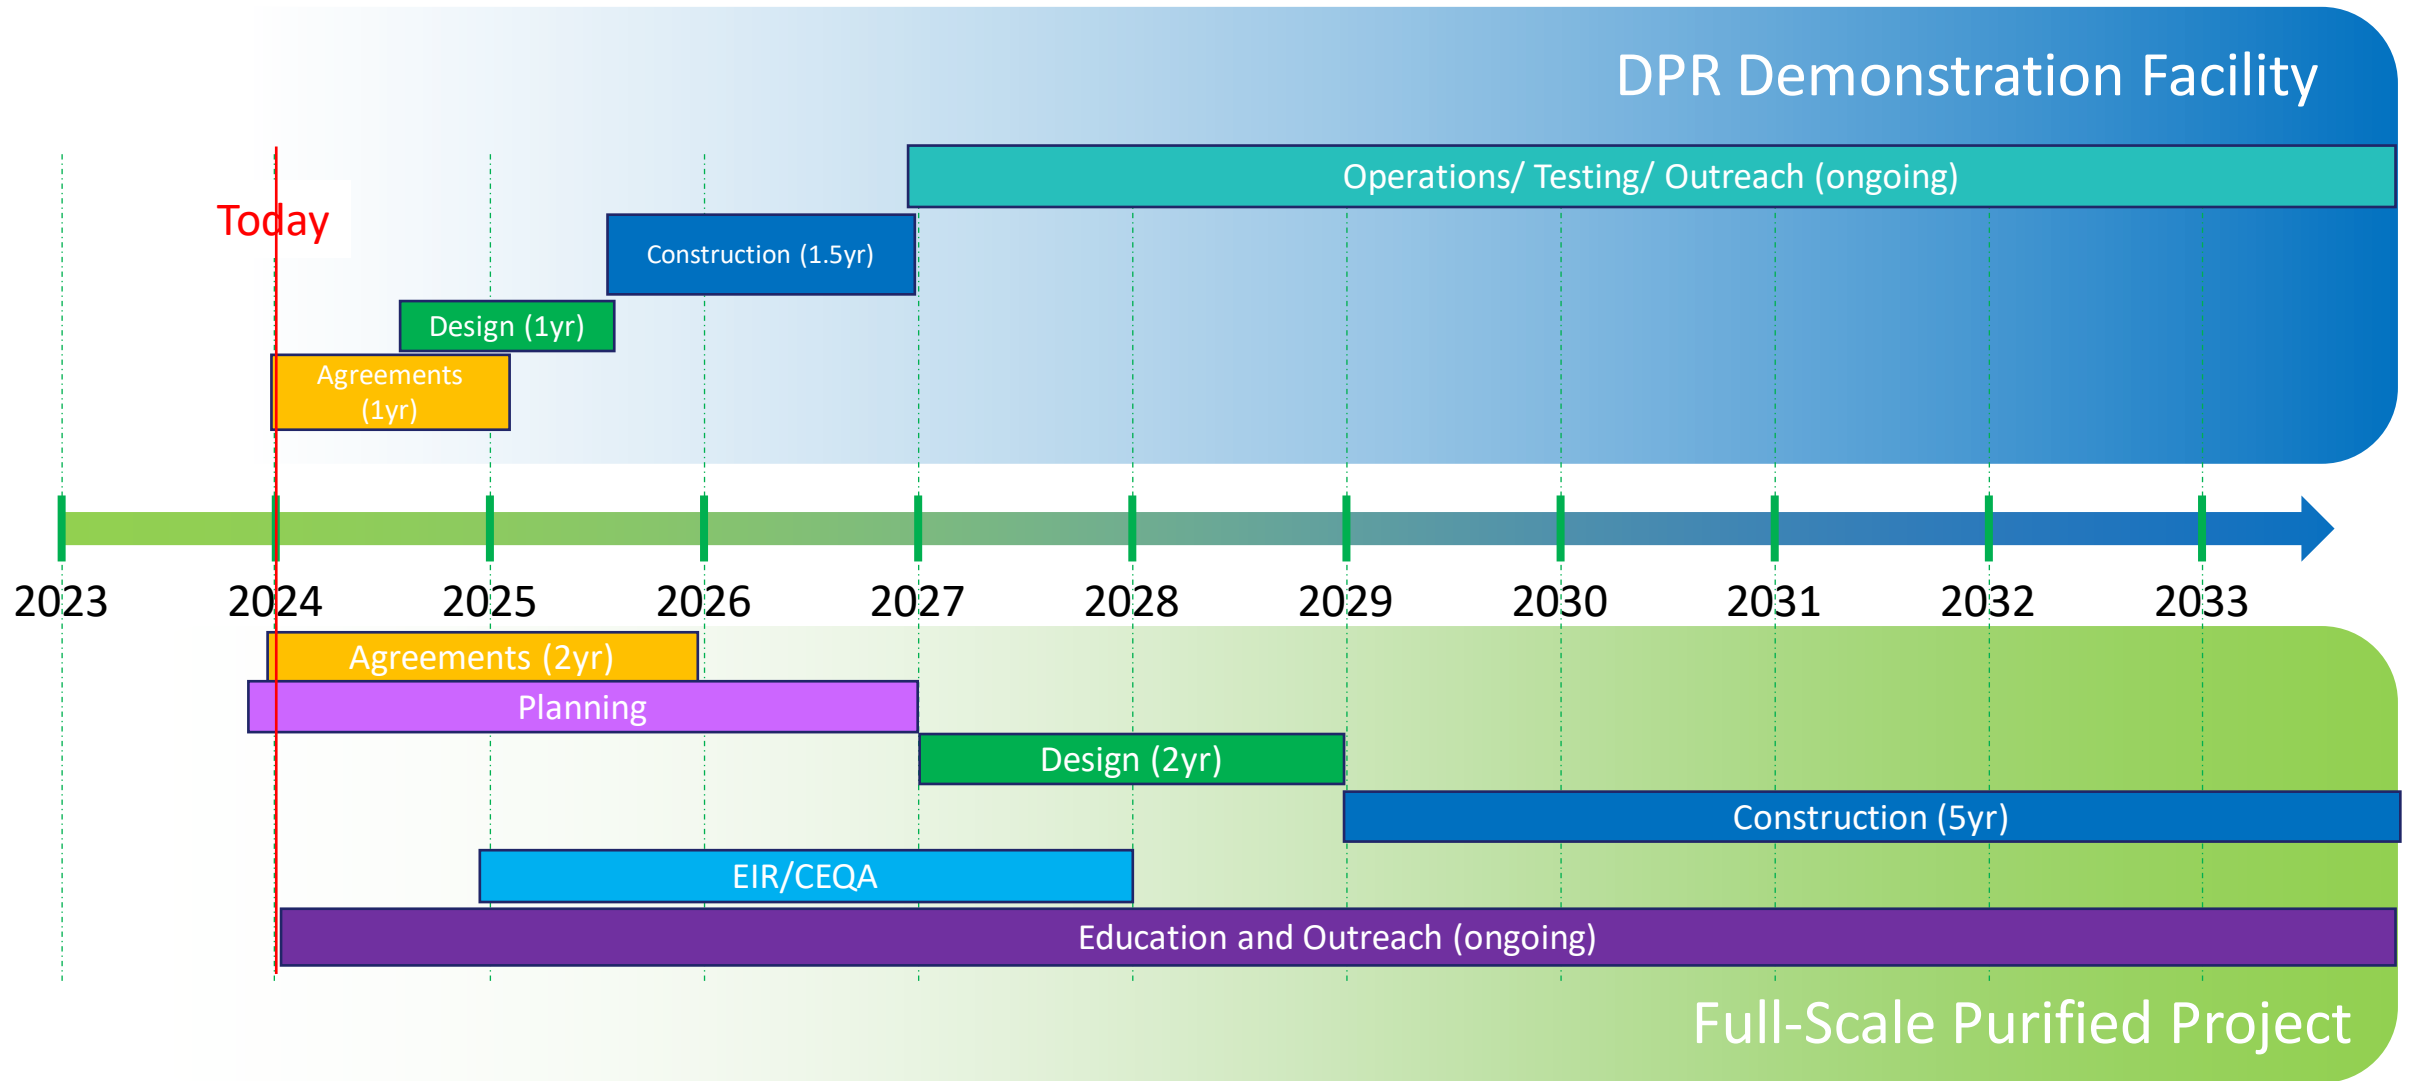 DPR Demonstration Facility
Operations/ Testing/ Outreach (ongoing)
Today
Construction (1.5yr)
Design (1yr)
Agreements
(1yr)
2023 2024 2025 2026 2027 2028 2029 2030 2031 2032 2033
Agreements (2yr)
Planning
Design (2yr)
Construction (5yr)
EIR/CEQA
Education and Outreach (ongoing)
Full-Scale Purified Project